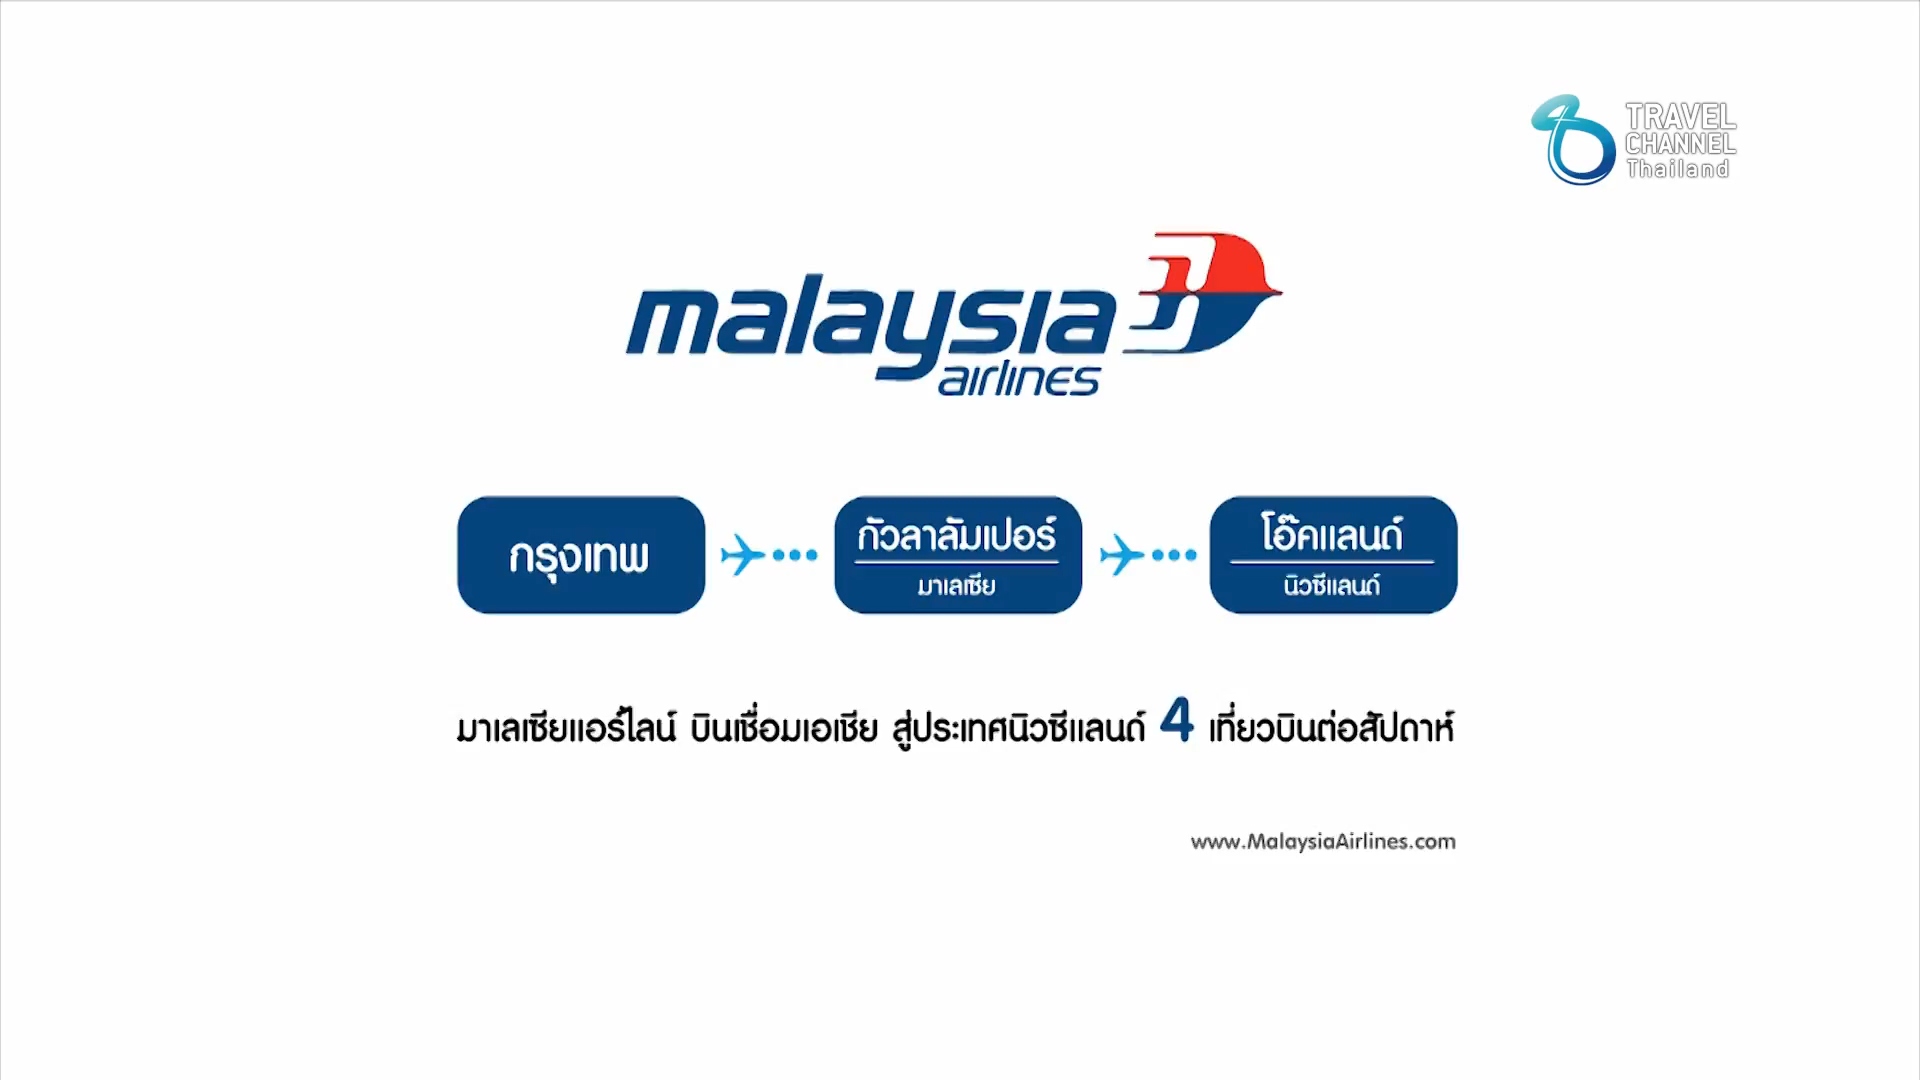 TRAVEL
CHANNEL
Thailand
malaysia
airlines
กรุงเทพ
กัวลาลัมเปอร์
มาเลเซีย
โอ๊คแลนด์
นิวซีแลนด์
มาเลเซียแอร์ไลน์ บินเชื่อมเอเชีย สู่ประเทศนิวซีแลนด์ 4 เที่ยวบินต่อสัปดาห์
www.MalaysiaAirlines.com